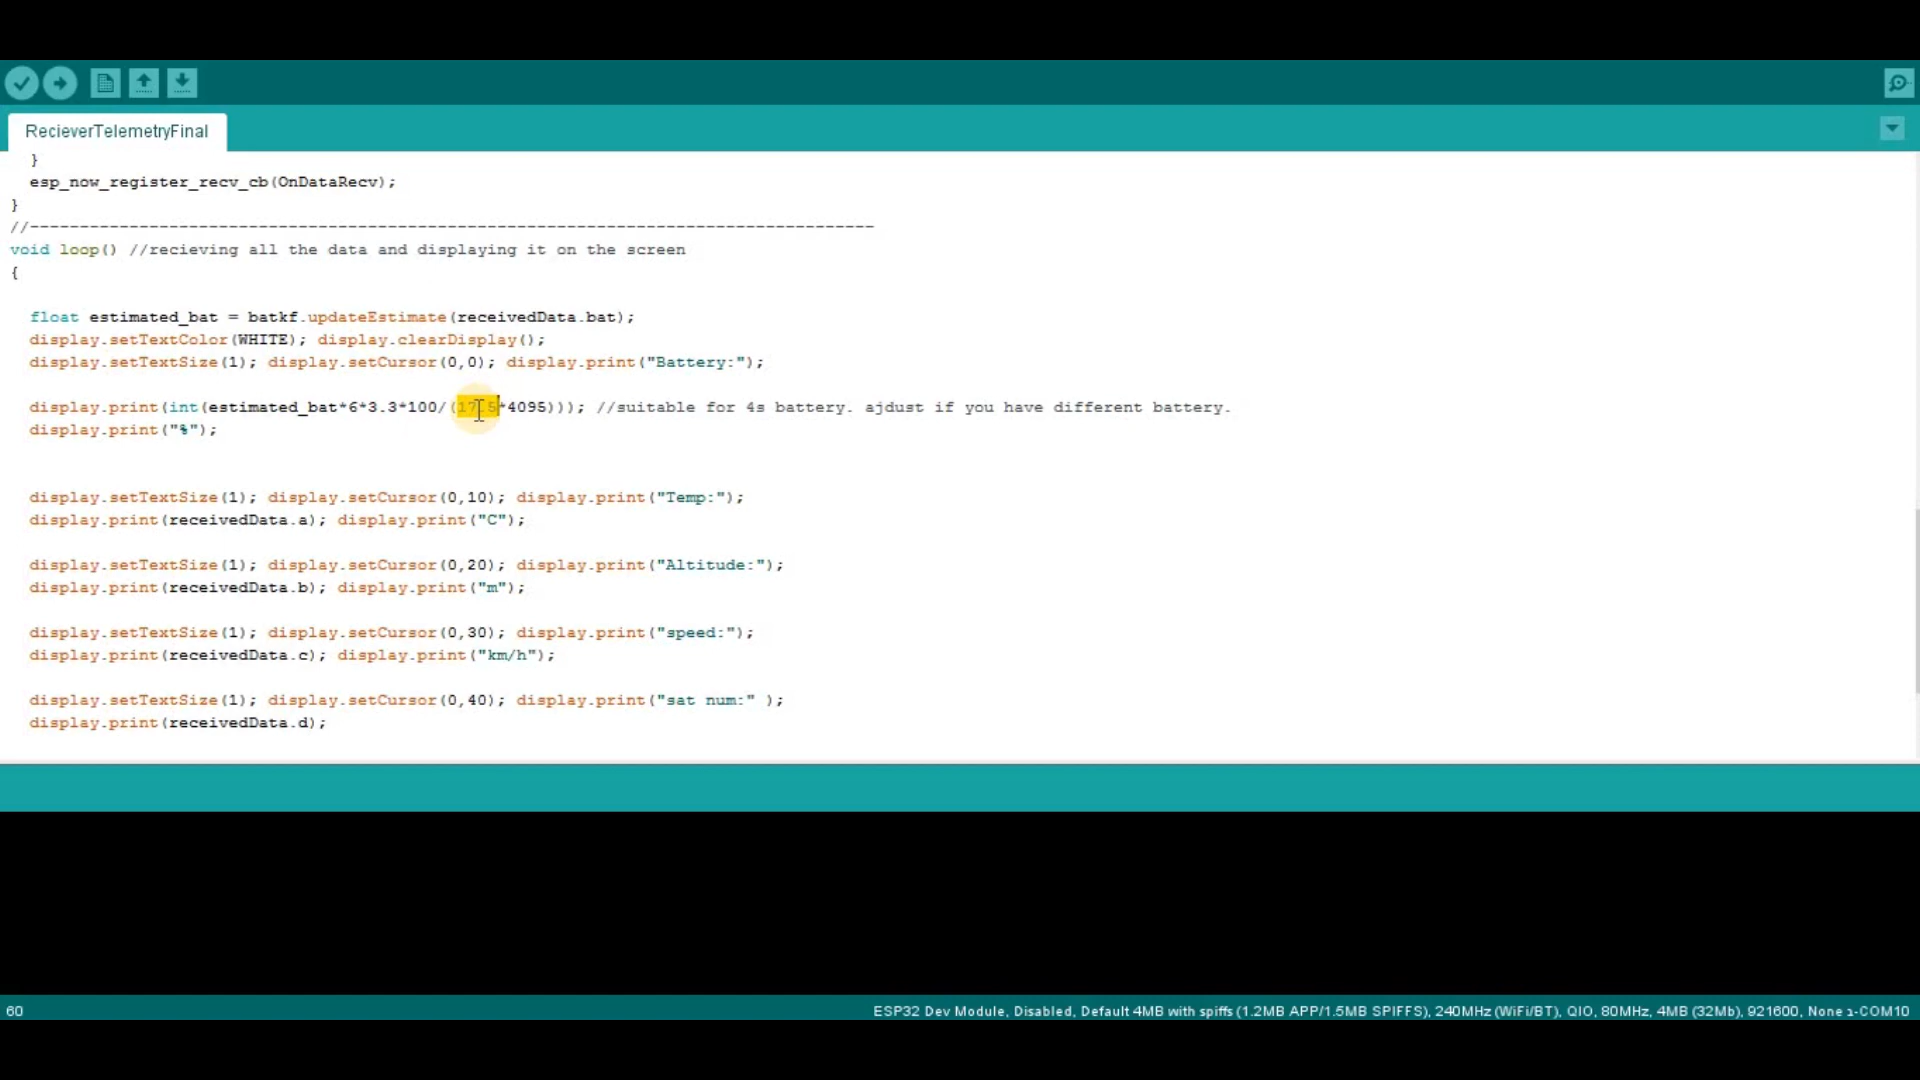 RecieverTelemetryFinal
}
esp_now_register_recv_cb(OnDataRecv);
}
//-------------------------------------------------------------------------------------
void loop() //recieving all the data and displaying it on the screen
{
float estimated_bat = batkf.updateEstimate(receivedData.bat);
display.setTextColor(WHITE); display.clearDisplay();
display.setTextSize(1); display.setCursor(0,0); display.print("Battery:");
display.print(int(estimated_bat*6*3.3*100/(17.5*4095))); //suitable for 4s battery. ajdust if you have different battery.
display.print("%");
display.setTextSize(1); display.setCursor(0,10); display.print("Temp:");
display.print(receivedData.a); display.print("C");
display.setTextSize(1); display.setCursor(0,20); display.print("Altitude:");
display.print(receivedData.b); display.print("m");
display.setTextSize(1); display.setCursor(0,30); display.print("speed:");
display.print(receivedData.c); display.print("km/h");
display.setTextSize(1); display.setCursor(0,40); display.print("sat num:" );
display.print(receivedData.d);
60 ESP32 Dev Module, Disabled, Default 4MB with spiffs (1.2MB APP/1.5MB SPIFFS), 240MHz (WiFi/BT), QIO, 80MHz, 4MB (32Mb), 921600, None ב-COM10